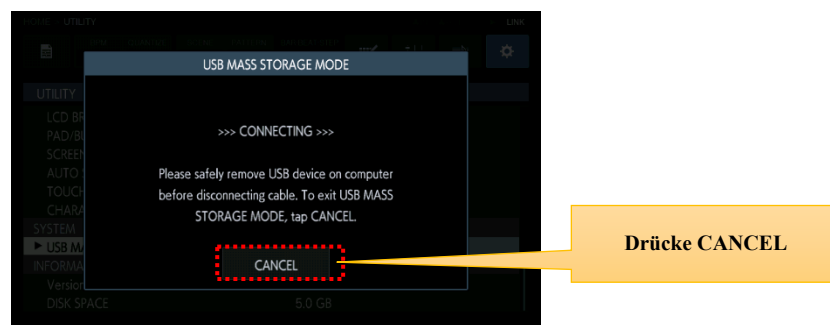 HOME > UTILITY
LINK
USB MASS STORAGE MODE
UTILITY
>>> CONNECTING >>>
LCD BR
PAD/BI
SCREEN
AUTO
TOUCH
CHARA
Please safely remove USB device on computer
before disconnecting cable. To exit USB MASS
STORAGE MODE, tap CANCEL.
SYSTEM
USB MA
CANCEL
INFORMA
Version
DISK SPACE 5.0 GB
Drücke CANCEL